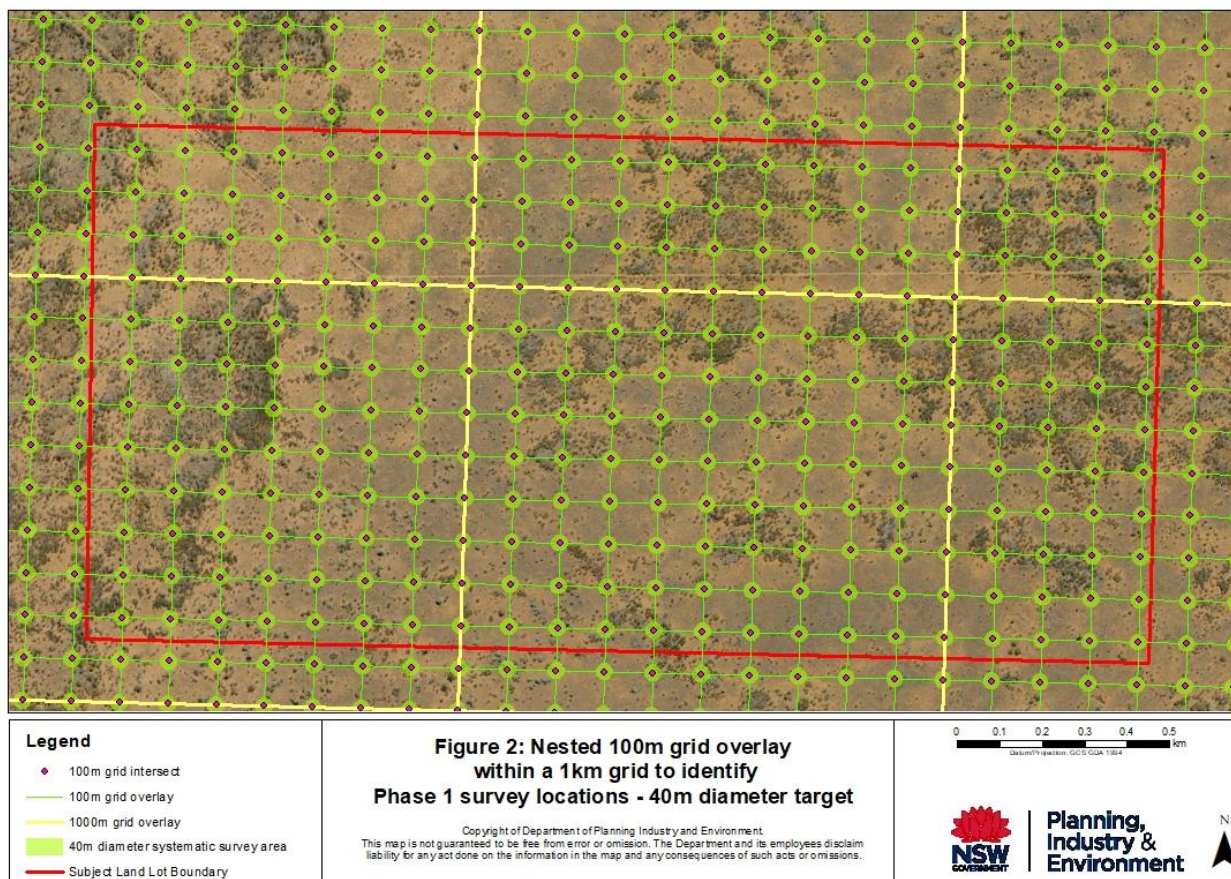 Legend
100m grid intersect
100m grid overlay
1000m grid overlay
40m diameter systematic survey area
Subject Land Lot Boundary
Figure 2: Nested 100m grid overlay
within a 1km grid to identify
Phase 1 survey locations - 40m diameter target
Copyright of Department of Planning Industry and Environment.
This map is not guaranteed to be free from error or omission. The Department and its employees disclaim
liability for any act done on the information in the map and any consequences of such acts or omissions.
0 0.1 0.2 0.3 0.4 0.5
km
Datum/Projection: GCS GDA 1994
NSW
GOVERNMENT
Planning,
Industry &
Environment
N